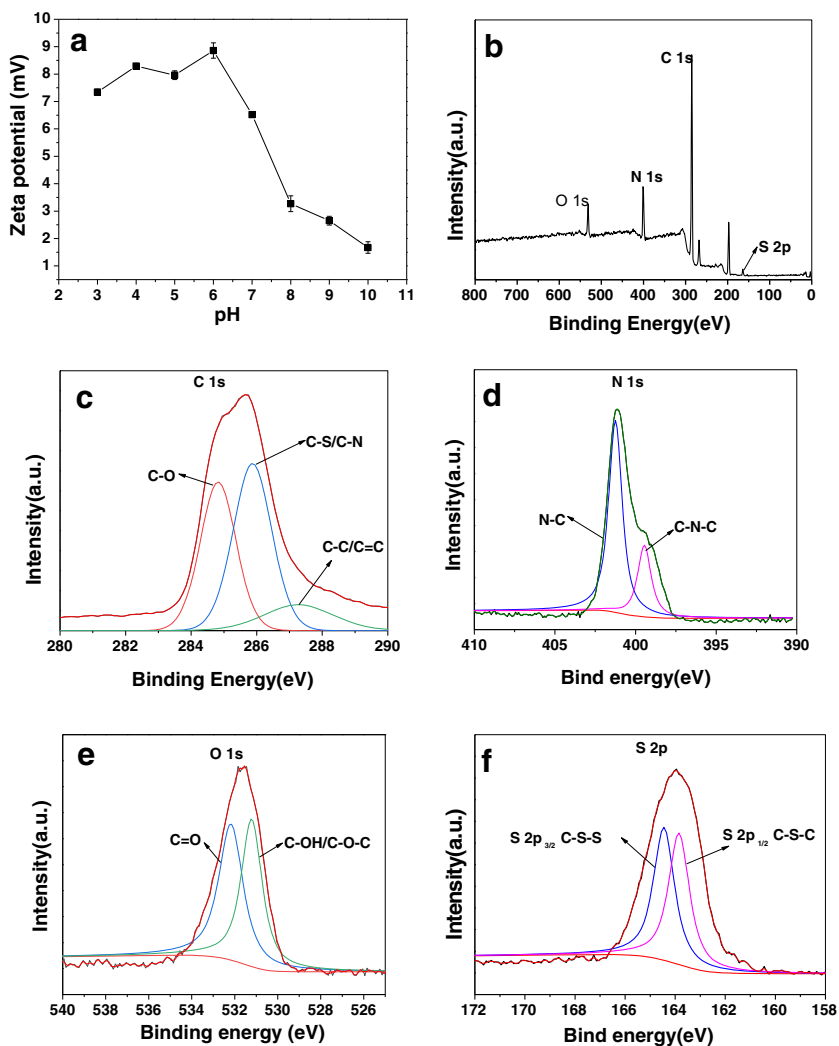 a
Zeta potential (mV)
10
9
8
7
6
5
4
3
2
1
2 3 4 5 6 7 8 9 10 11
pH
b
C 1s
N 1s
O 1s
S 2p
Intensity(a.u.)
800 700 600 500 400 300 200 100 0
Binding Energy(eV)
c
C 1s
C-S/C-N
C-O
C-C/C=C
Intensity(a.u.)
280 282 284 286 288 290
Binding Energy(eV)
d
N 1s
N-C
C-N-C
Intensity(a.u.)
410 405 400 395 390
Bind energy(eV)
e
O 1s
C=O
C-OH/C-O-C
Intensity(a.u.)
540 538 536 534 532 530 528 526
Binding energy (eV)
f
S 2p
S 2p3/2 C-S-S
S 2p1/2 C-S-C
Intensity(a.u.)
172 170 168 166 164 162 160 158
Bind energy(eV)